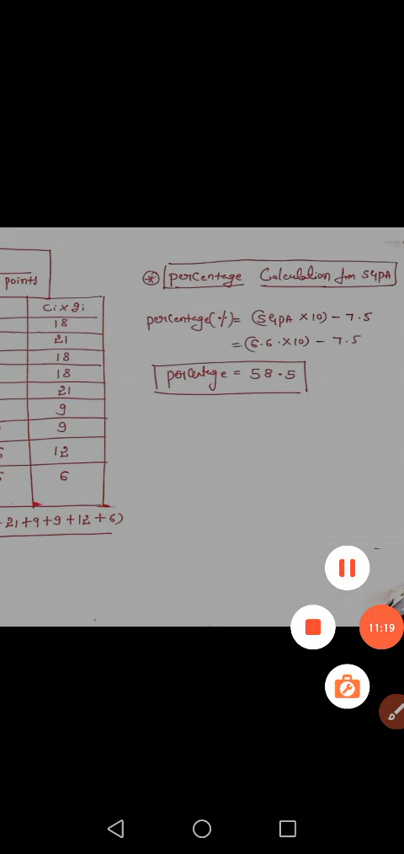 points
Ci×gi
18
21
18
18
21
9
9
12
6
21+9+9+12+6)
* percentage Calculation from SGPA
percentage(%) = (SGPA × 10) - 7.5
= (6.6 × 10) - 7.5
percentage = 58.5
11:19